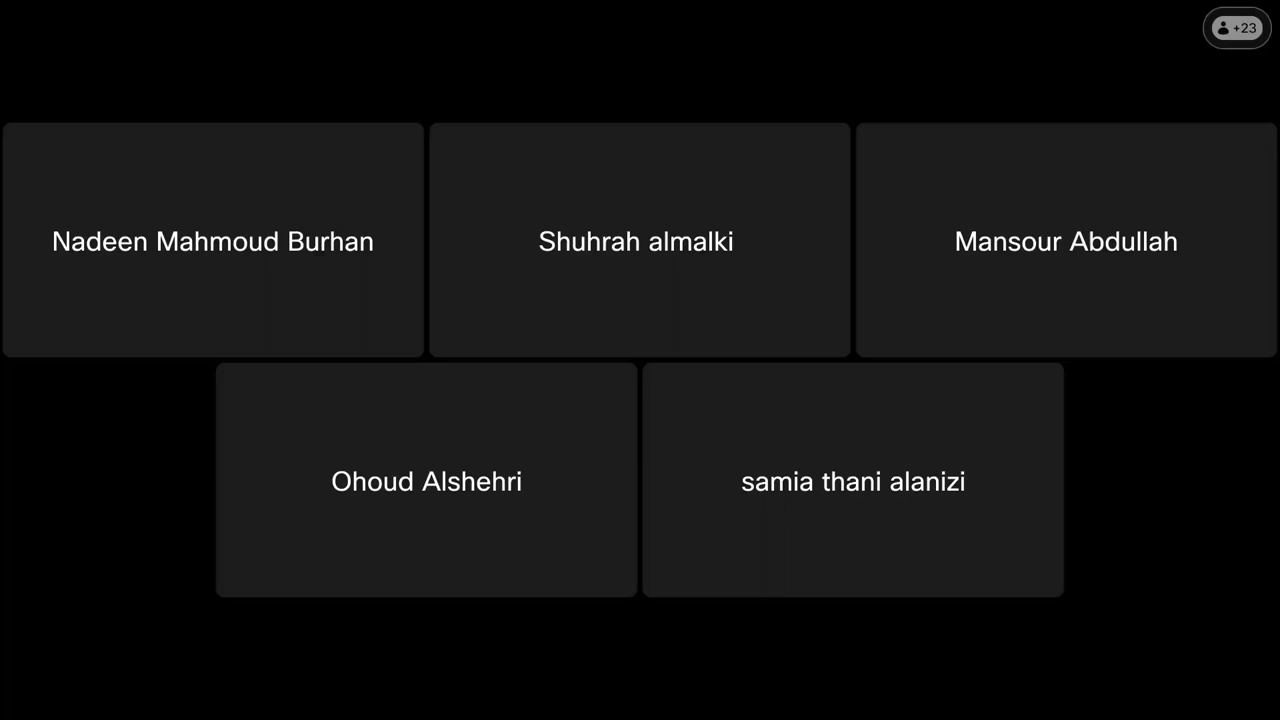 +23
Nadeen Mahmoud Burhan
Shuhrah almalki
Mansour Abdullah
Ohoud Alshehri
samia thani alanizi